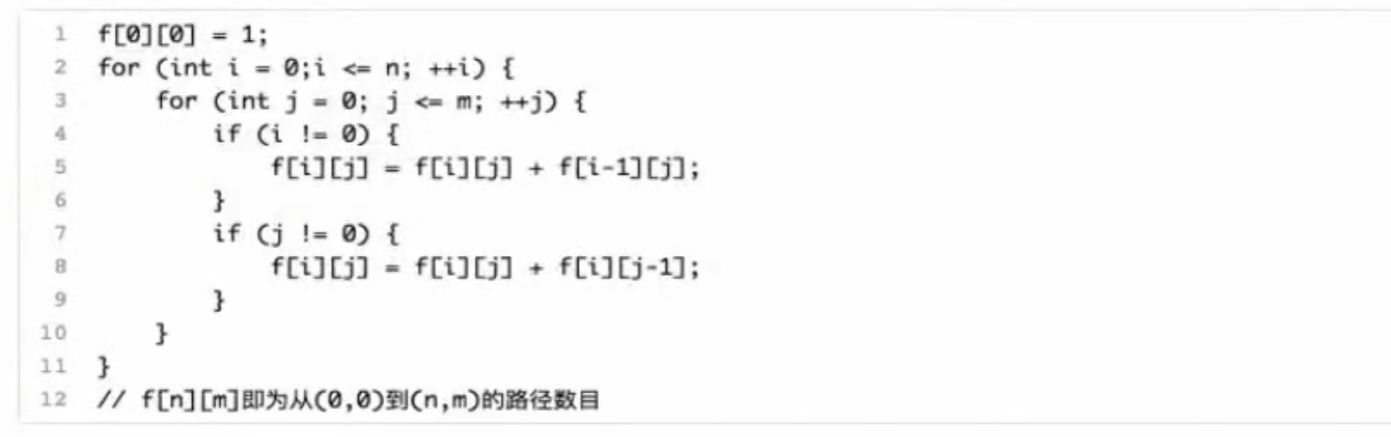 1 f[0][0] = 1;
2 for (int i = 0;i <= n; ++i) {
3     for (int j = 0; j <= m; ++j) {
4         if (i != 0) {
5             f[i][j] = f[i][j] + f[i-1][j];
6         }
7         if (j != 0) {
8             f[i][j] = f[i][j] + f[i][j-1];
9         }
10     }
11 }
12 // f[n][m]即为从(0,0)到(n,m)的路径数目